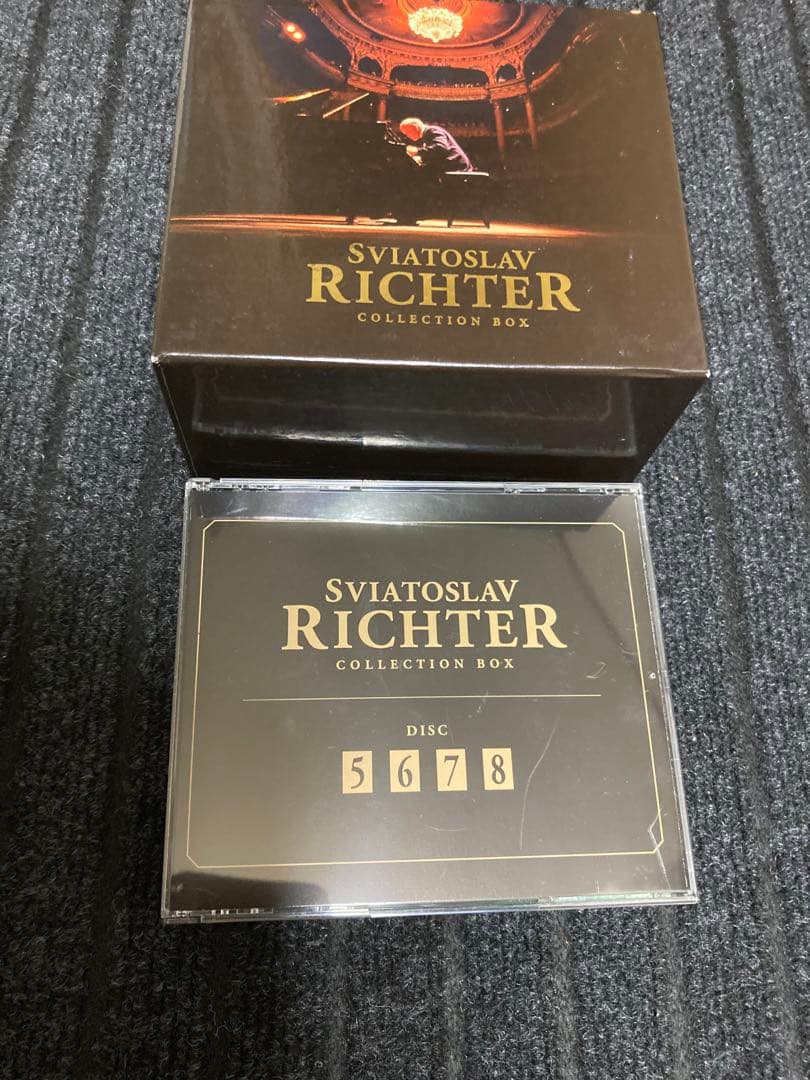 SVIATOSLAV
RICHTER
COLLECTION BOX
SVIATOSLAV
RICHTER
COLLECTION BOX
DISC
5 6 7 8